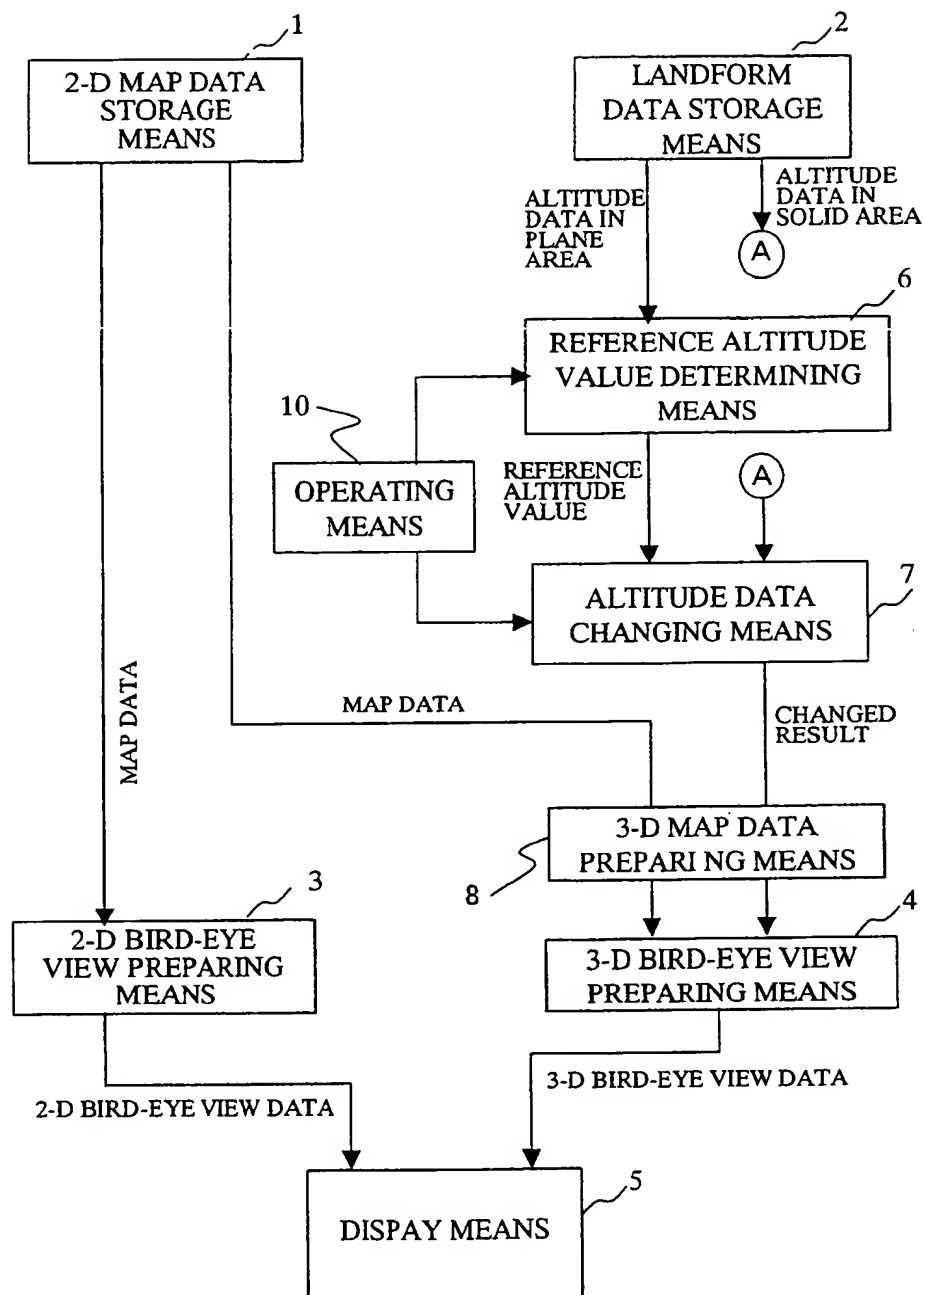 1
2-D MAP DATA
STORAGE
MEANS
2
LANDFORM
DATA STORAGE
MEANS
ALTITUDE
DATA IN
PLANE
AREA
ALTITUDE
DATA IN
SOLID AREA
A
6
REFERENCE ALTITUDE
VALUE DETERMINING
MEANS
10
OPERATING
MEANS
REFERENCE
ALTITUDE
VALUE
A
7
ALTITUDE DATA
CHANGING MEANS
MAP DATA
MAP DATA
CHANGED
RESULT
8
3-D MAP DATA
PREPARI NG MEANS
3
2-D BIRD-EYE
VIEW PREPARING
MEANS
4
3-D BIRD-EYE VIEW
PREPARING MEANS
2-D BIRD-EYE VIEW DATA
3-D BIRD-EYE VIEW DATA
5
DISPAY MEANS